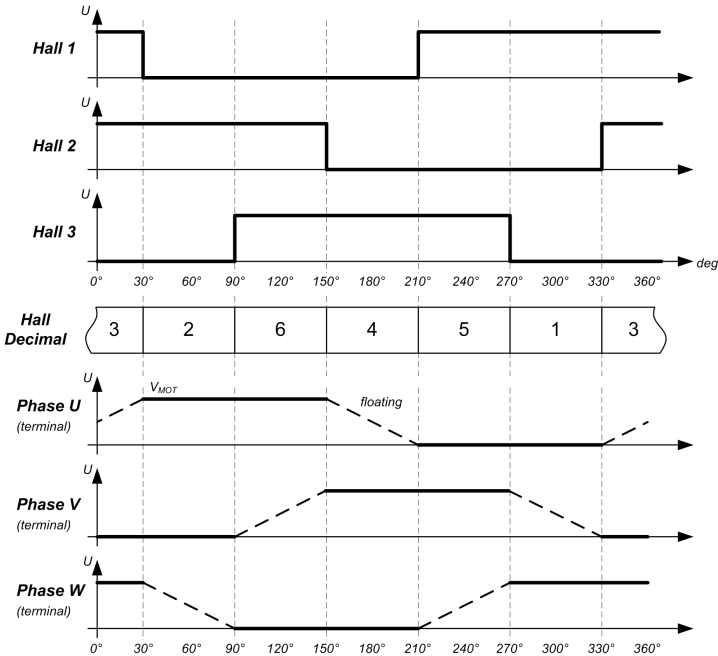 U
Hall 1
U
Hall 2
U
Hall 3
deg
0° 30° 60° 90° 120° 150° 180° 210° 240° 270° 300° 330° 360°
Hall
Decimal
3 2 6 4 5 1 3
U
V_MOT
floating
Phase U
(terminal)
U
Phase V
(terminal)
U
Phase W
(terminal)
0° 30° 60° 90° 120° 150° 180° 210° 240° 270° 300° 330° 360°